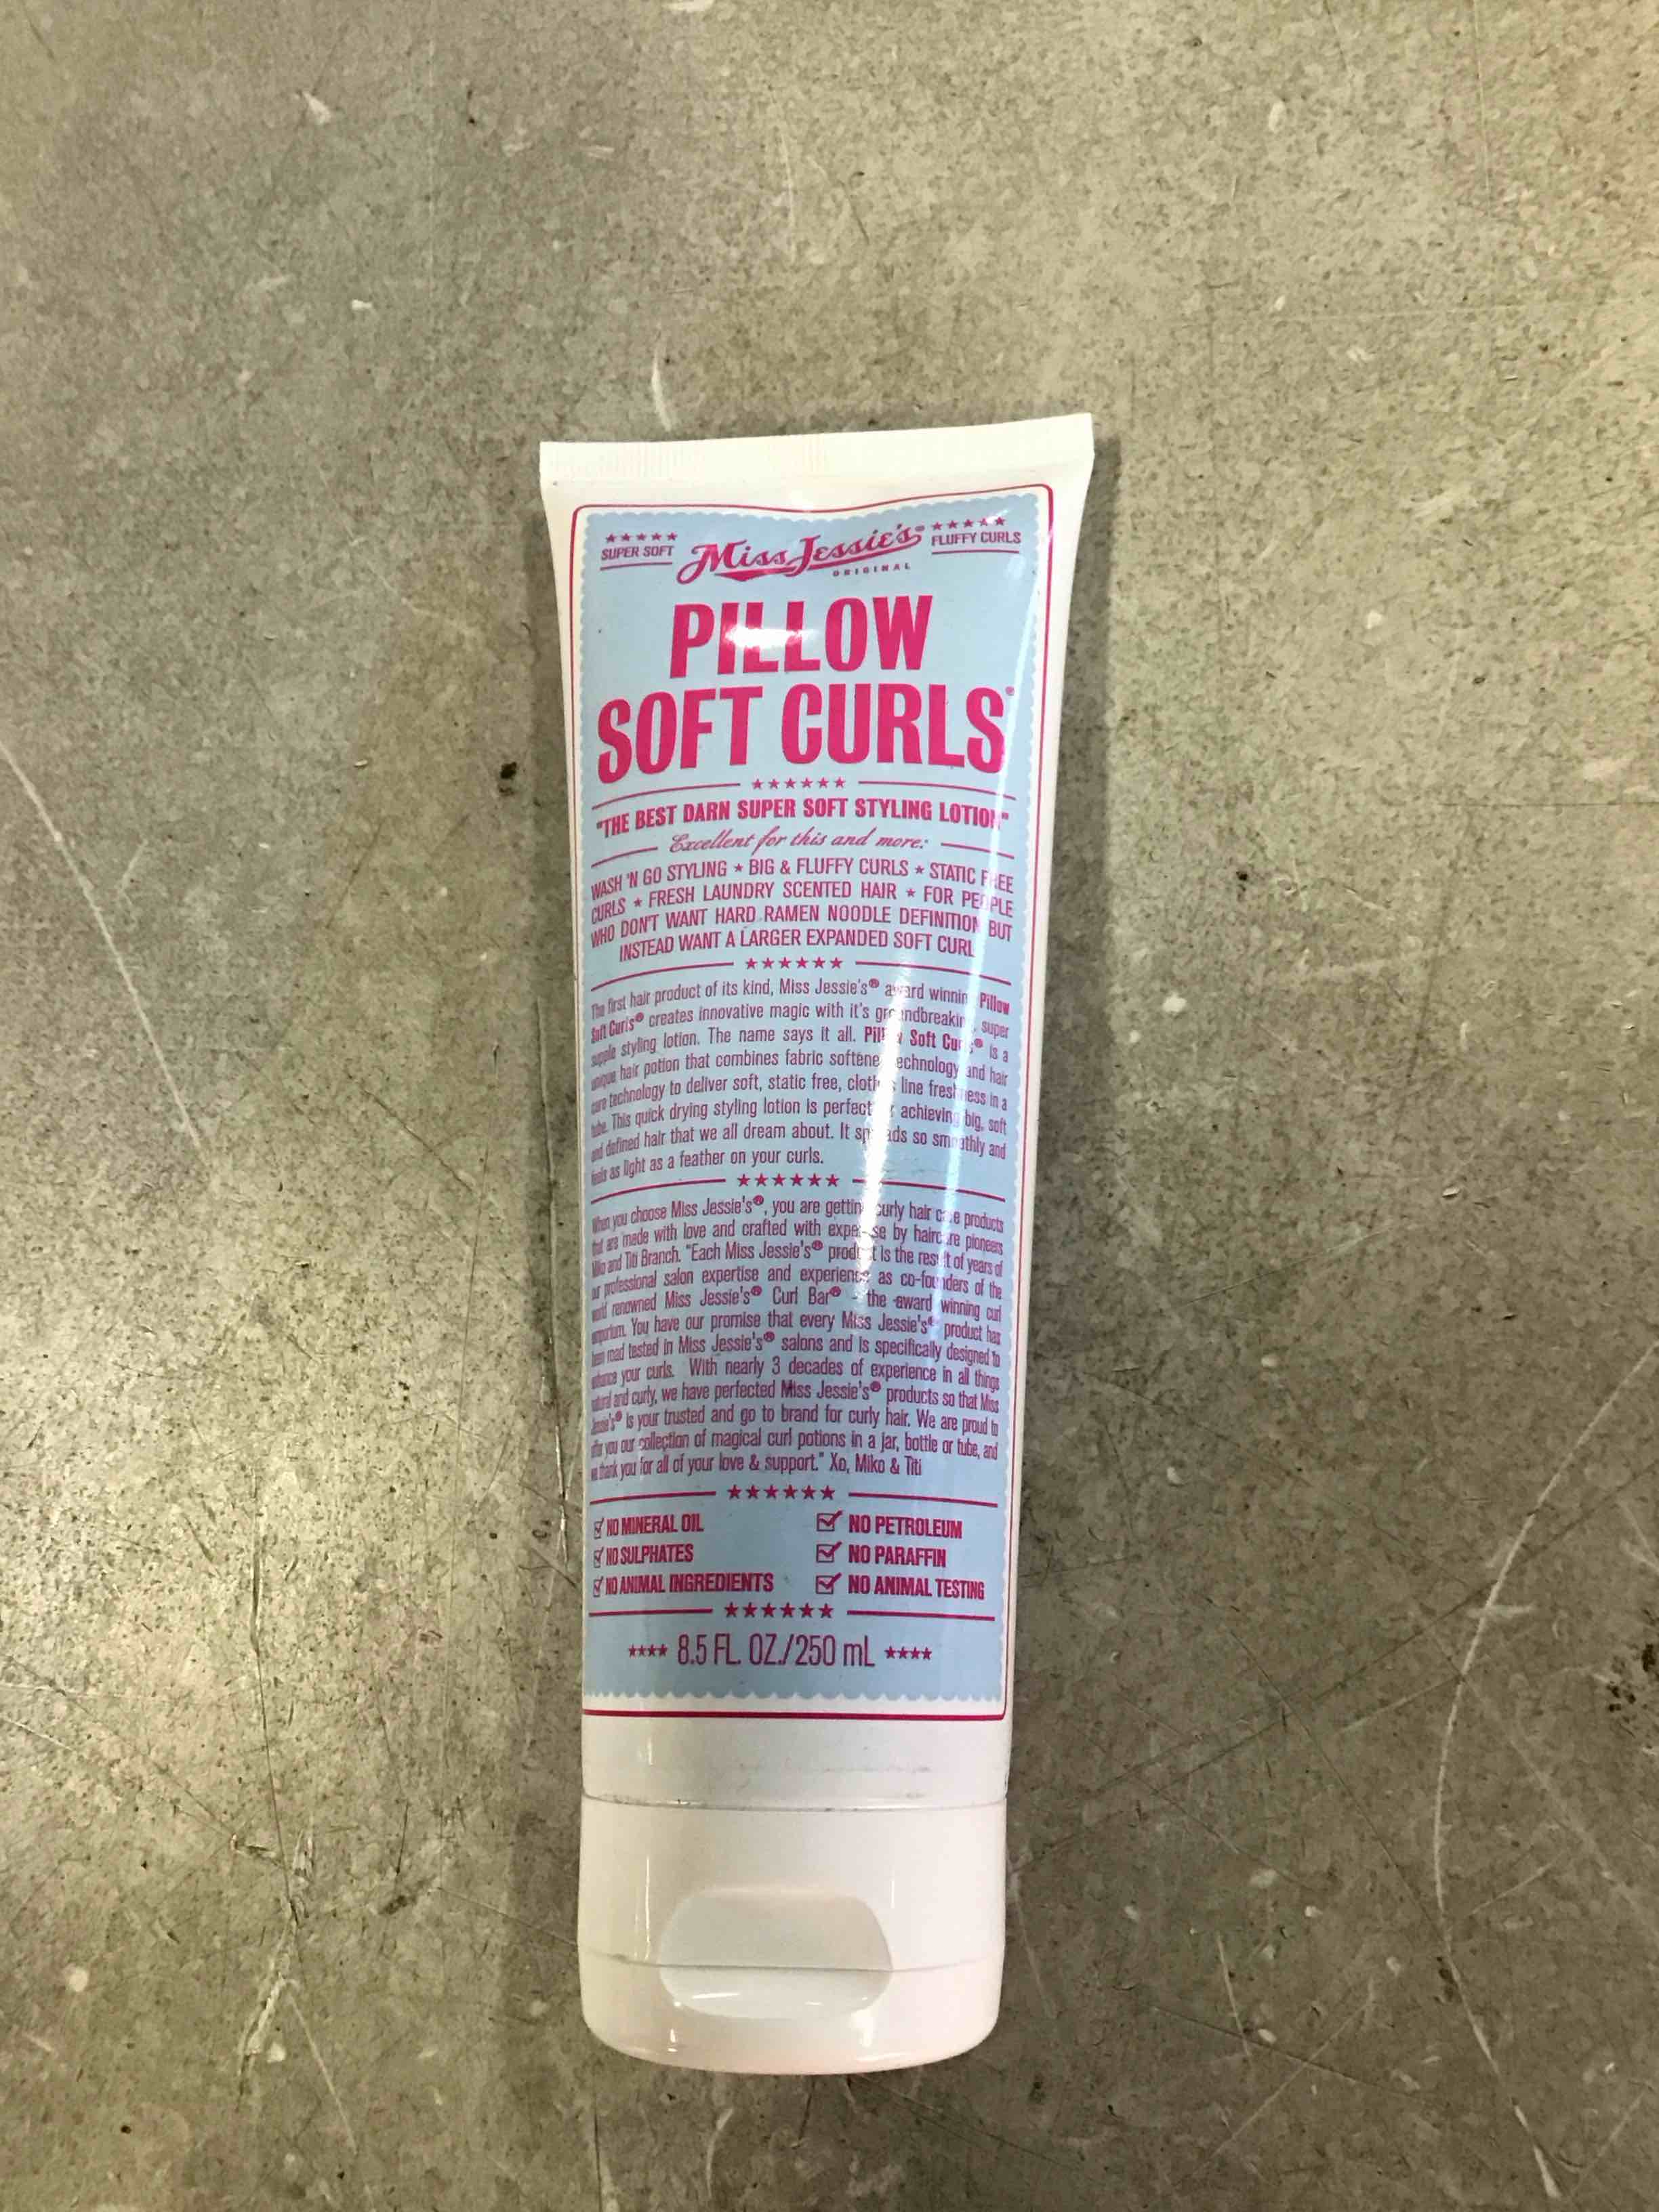 SUPER SOFT
Miss Jessie's®
ORIGINAL
FLUFFY CURLS
PILLOW
SOFT CURLS®
"THE BEST DARN SUPER SOFT STYLING LOTION"
Excellent for this and more:
WASH 'N GO STYLING ★ BIG & FLUFFY CURLS ★ STATIC FREE
CURLS ★ FRESH LAUNDRY SCENTED HAIR ★ FOR PEOPLE
WHO DON'T WANT HARD RAMEN NOODLE DEFINITION BUT
INSTEAD WANT A LARGER EXPANDED SOFT CURL
The first hair product of its kind, Miss Jessie's® award winning Pillow
Soft Curls® creates innovative magic with it's groundbreaking, super
supple styling lotion. The name says it all. Pillow Soft Curls® is a
unique hair potion that combines fabric softener technology and hair
care technology to deliver soft, static free, clothes line freshness in a
tube. This quick drying styling lotion is perfect for achieving big, soft
and defined hair that we all dream about. It spreads so smoothly and
feels as light as a feather on your curls.
When you choose Miss Jessie's®, you are getting curly hair care products
that are made with love and crafted with expertise by haircare pioneers
Miko and Titi Branch. "Each Miss Jessie's® product is the result of years of
our professional salon expertise and experience as co-founders of the
world renowned Miss Jessie's® Curl Bar® - the award winning curl
emporium. You have our promise that every Miss Jessie's® product has
been road tested in Miss Jessie's® salons and is specifically designed to
enhance your curls. With nearly 3 decades of experience in all things
natural and curly, we have perfected Miss Jessie's® products so that Miss
Jessie's® is your trusted and go to brand for curly hair. We are proud to
offer you our collection of magical curl potions in a jar, bottle or tube, and
we thank you for all of your love & support." Xo, Miko & Titi
NO MINERAL OIL
NO PETROLEUM
NO SULPHATES
NO PARAFFIN
NO ANIMAL INGREDIENTS
NO ANIMAL TESTING
8.5 FL. OZ./250 mL